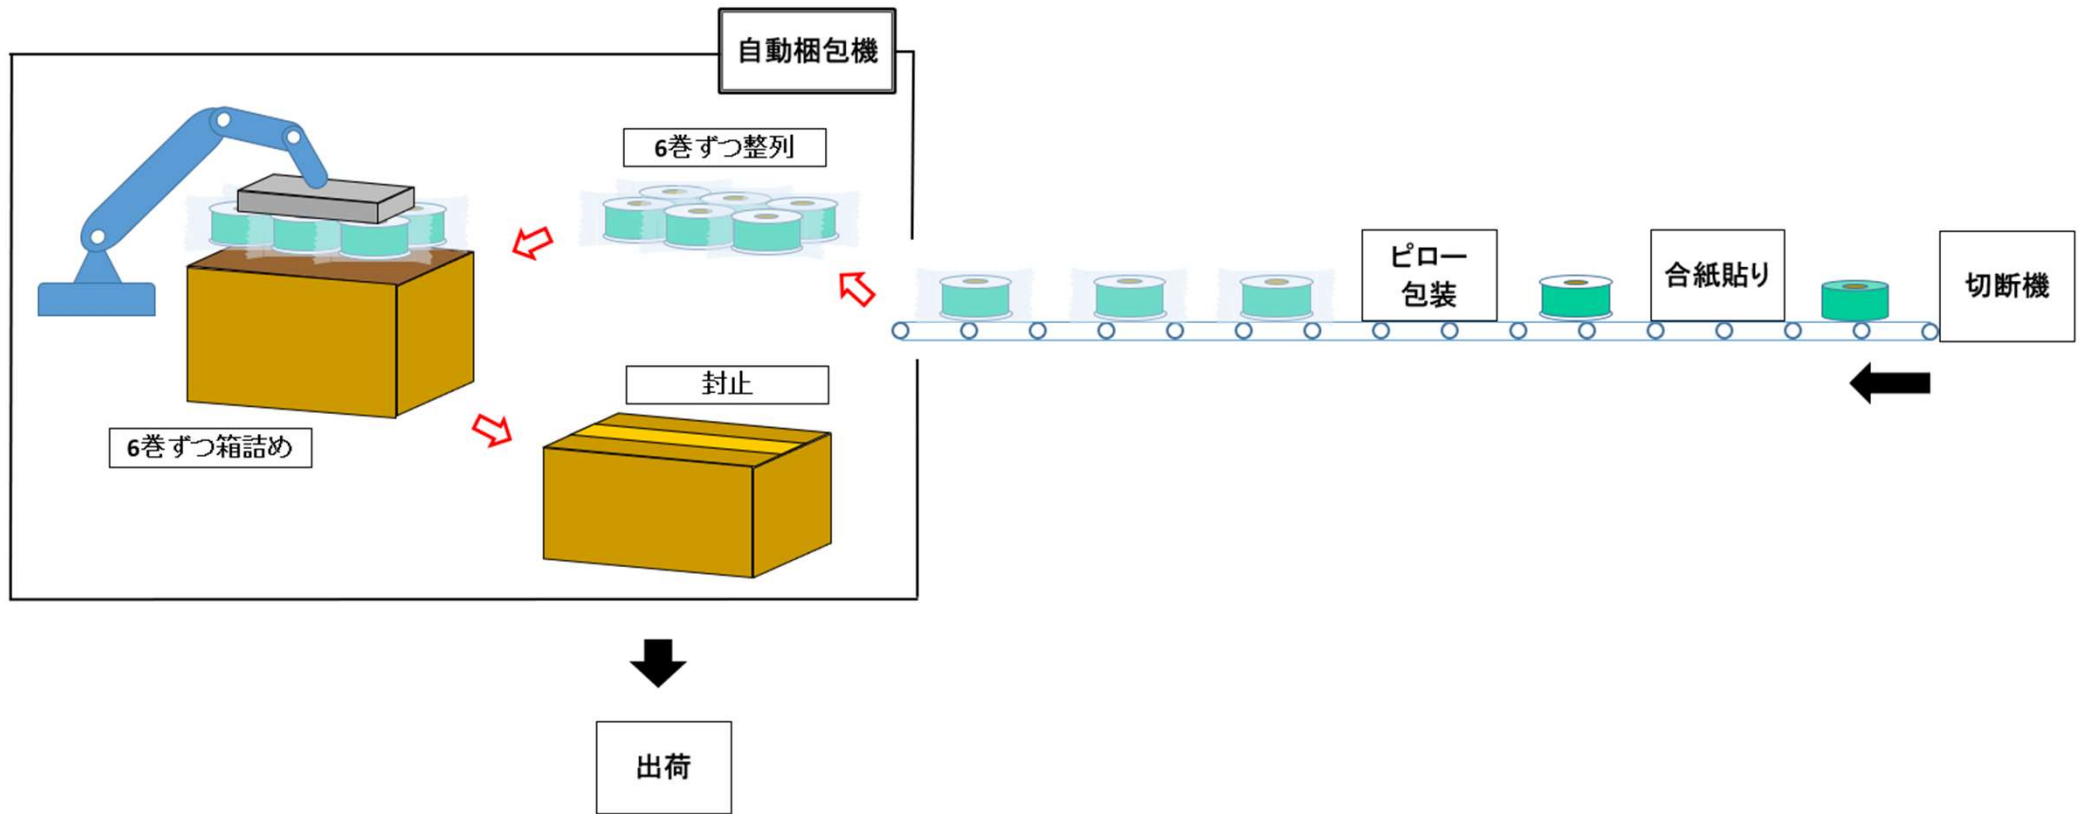 自動梱包機
6巻ずつ整列
ピロー
包装
合紙貼り
切断機
封止
6巻ずつ箱詰め
出荷